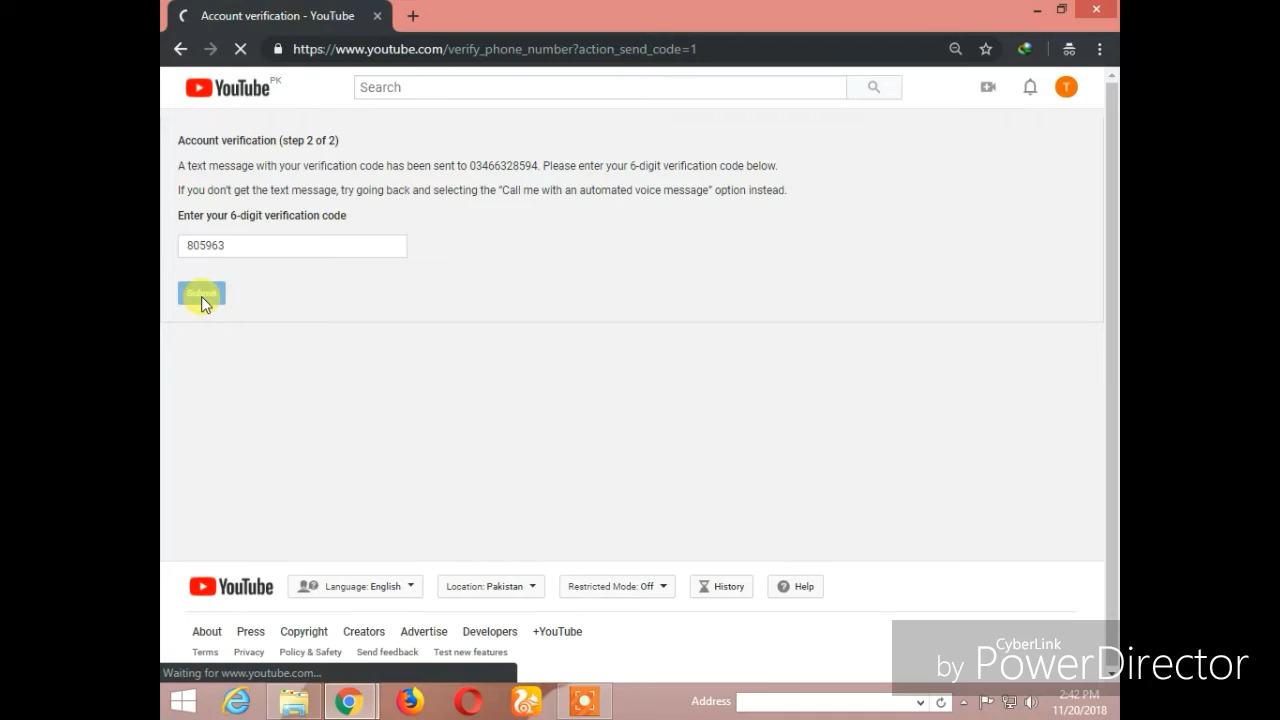 Account verification - YouTube
https://www.youtube.com/verify_phone_number?action_send_code=1
YouTube PK
Search
T
Account verification (step 2 of 2)
A text message with your verification code has been sent to 03466328594. Please enter your 6-digit verification code below.
If you don't get the text message, try going back and selecting the "Call me with an automated voice message" option instead.
Enter your 6-digit verification code
805963
Submit
YouTube
Language: English
Location: Pakistan
Restricted Mode: Off
History
Help
About Press Copyright Creators Advertise Developers +YouTube
Terms Privacy Policy & Safety Send feedback Test new features
CyberLink
by PowerDirector
Waiting for www.youtube.com...
Address
2:42 PM
11/20/2018